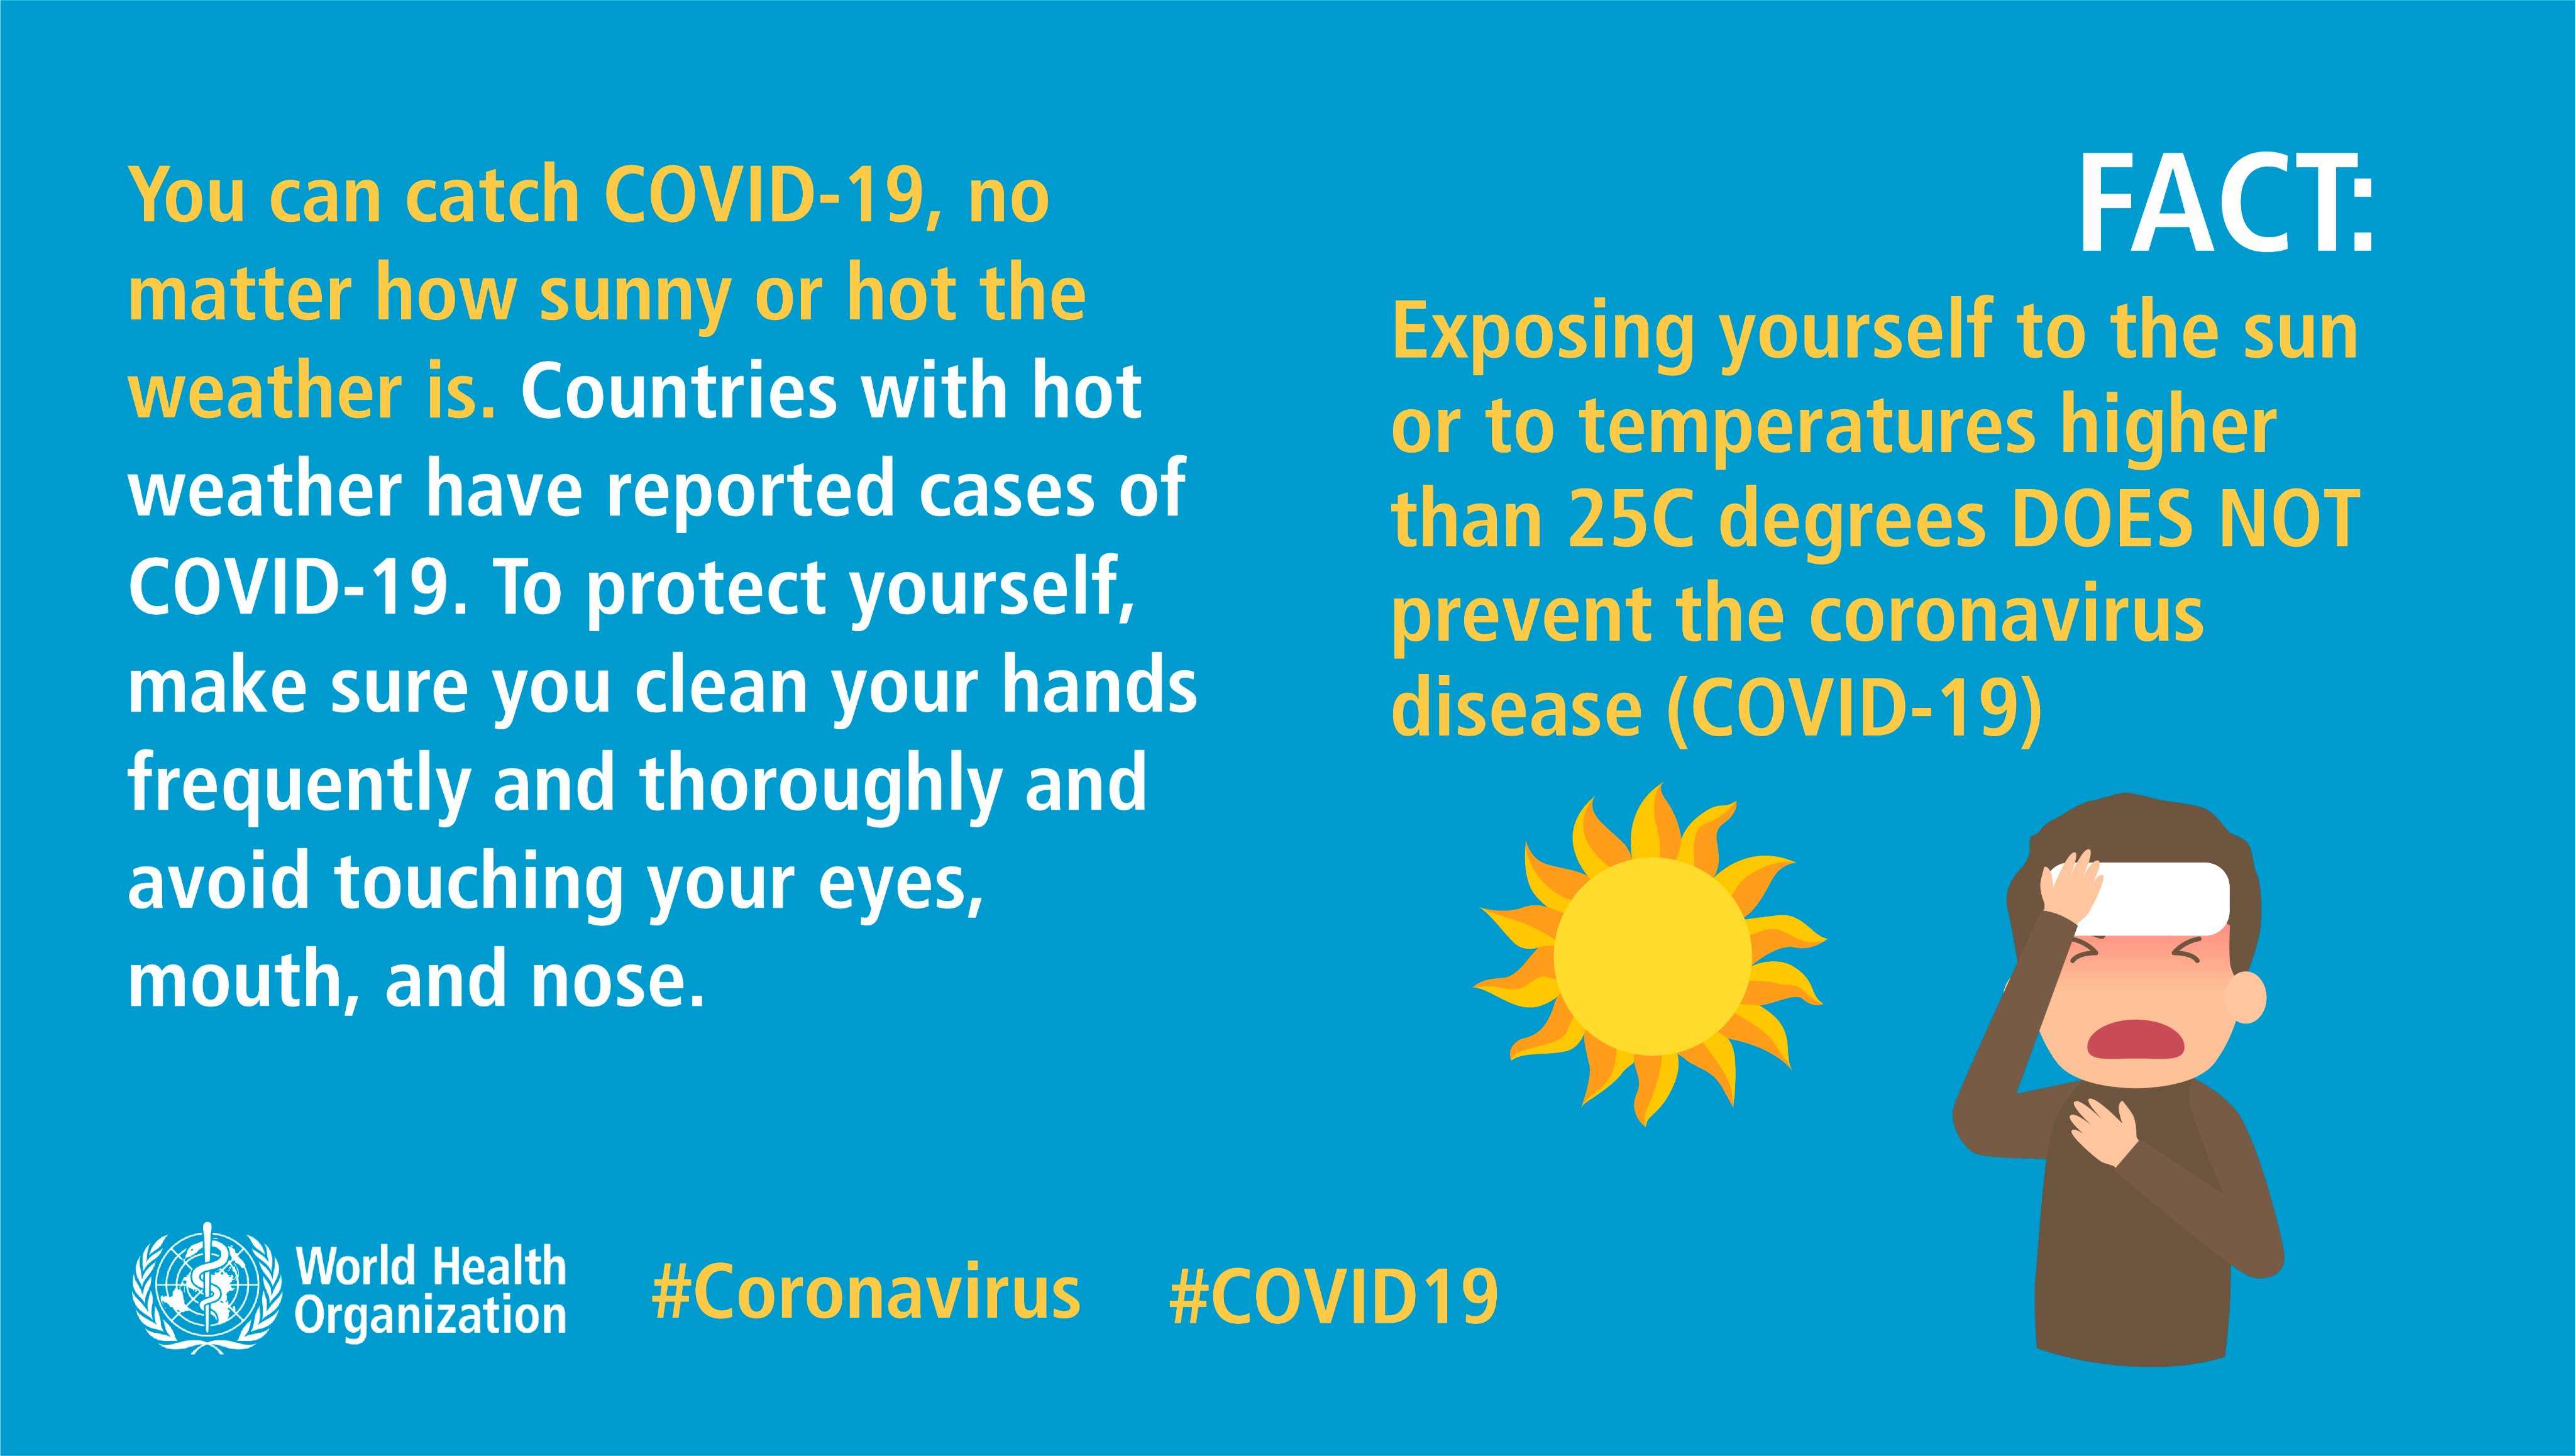 You can catch COVID-19, no
matter how sunny or hot the
weather is. Countries with hot
weather have reported cases of
COVID-19. To protect yourself,
make sure you clean your hands
frequently and thoroughly and
avoid touching your eyes,
mouth, and nose.
FACT:
Exposing yourself to the sun
or to temperatures higher
than 25C degrees DOES NOT
prevent the coronavirus
disease (COVID-19)
World Health
Organization
#Coronavirus
#COVID19